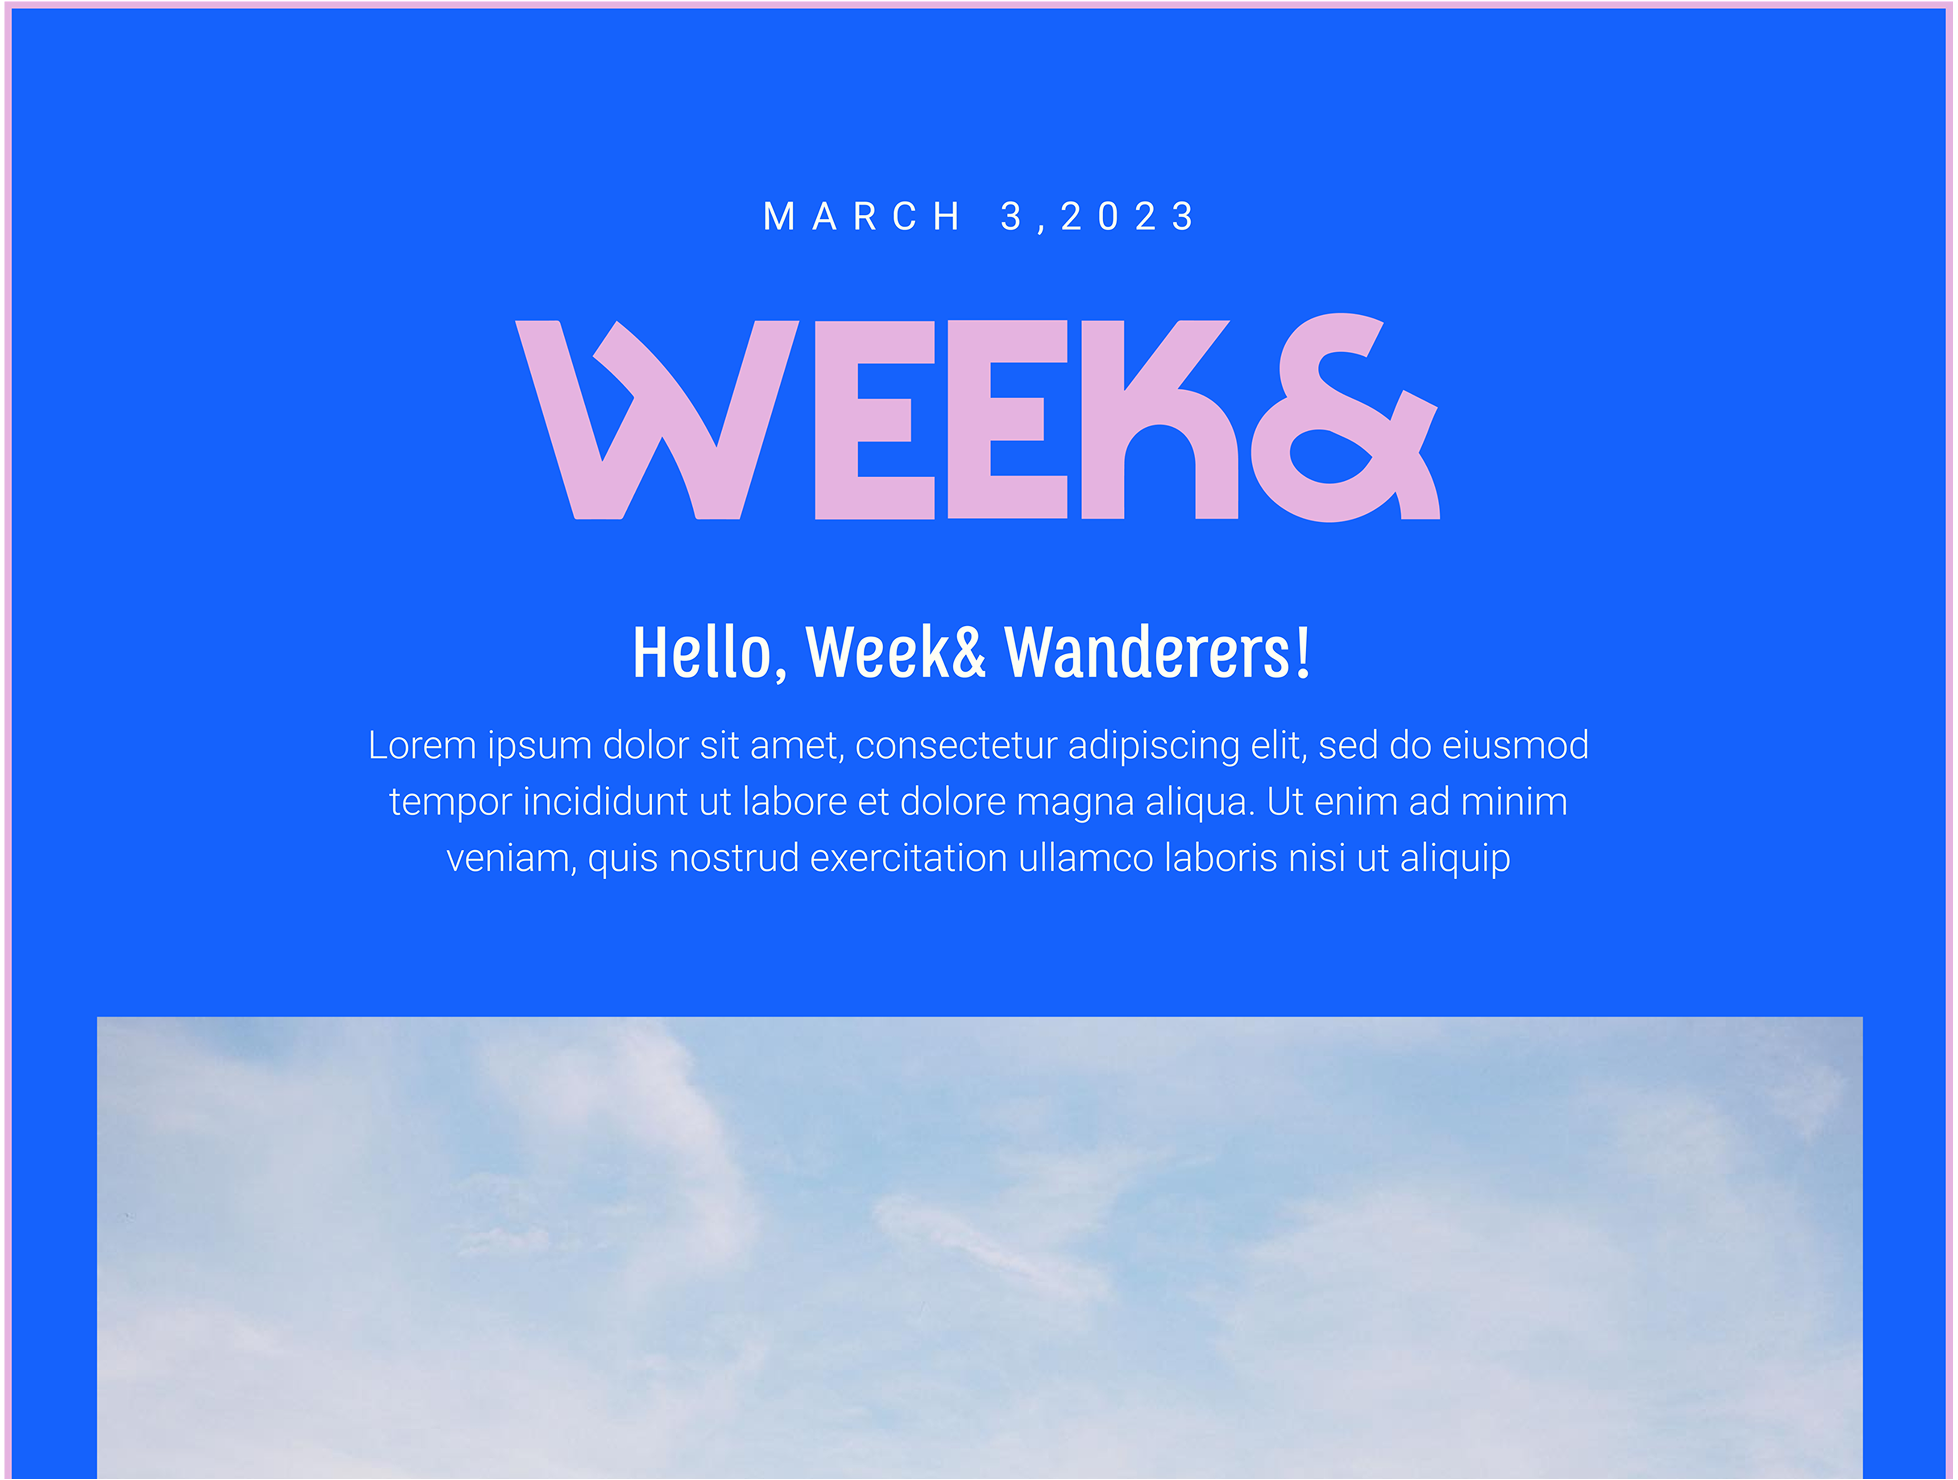 MARCH 3,2023
WEEK&
Hello, Week& Wanderers!
Lorem ipsum dolor sit amet, consectetur adipiscing elit, sed do eiusmod
tempor incididunt ut labore et dolore magna aliqua. Ut enim ad minim
veniam, quis nostrud exercitation ullamco laboris nisi ut aliquip